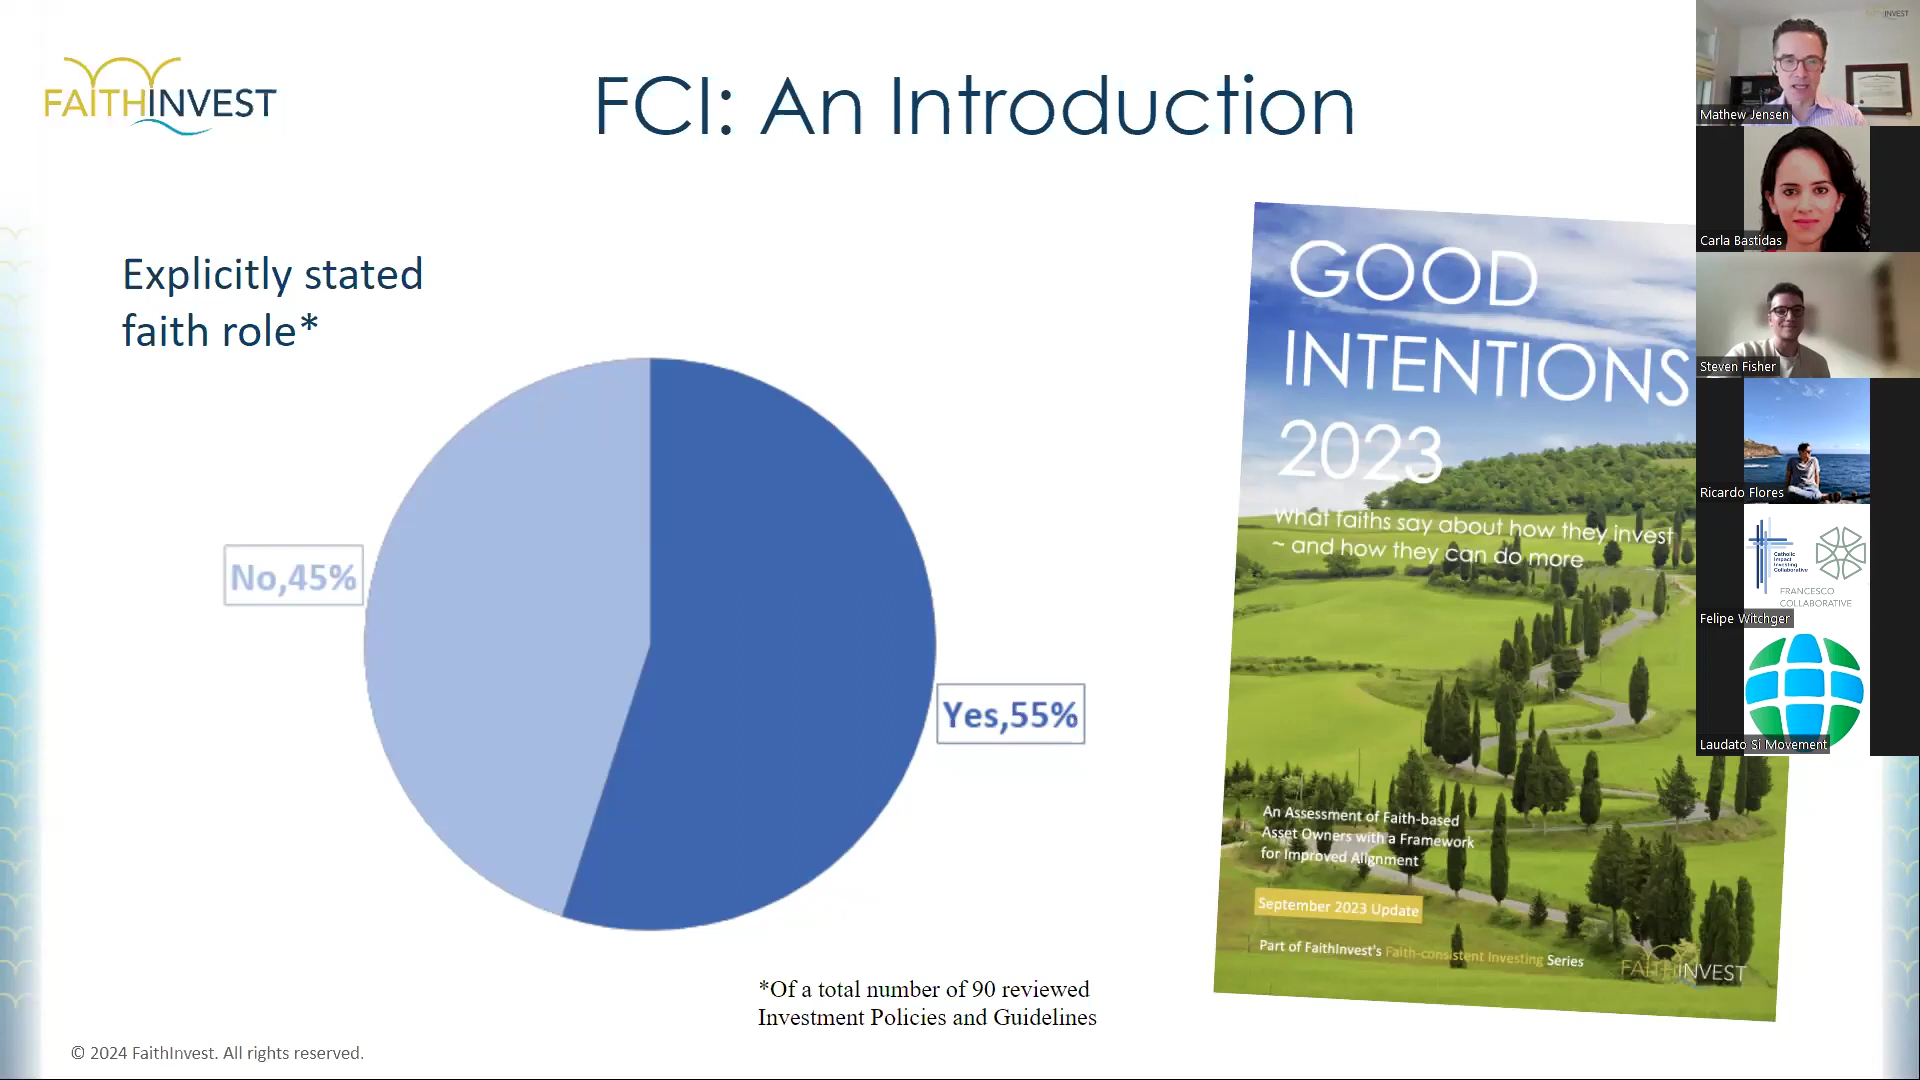 FAITHINVEST
FCI: An Introduction
Explicitly stated
faith role*
No,45%
Yes,55%
*Of a total number of 90 reviewed
Investment Policies and Guidelines
© 2024 FaithInvest. All rights reserved.
GOOD
INTENTIONS
2023
What faiths say about how they invest
~ and how they can do more
An Assessment of Faith-based
Asset Owners with a Framework
for Improved Alignment
September 2023 Update
Part of FaithInvest's Faith-consistent Investing Series
FAITHINVEST
Mathew Jensen
Carla Bastidas
Steven Fisher
Ricardo Flores
Catholic
Impact
Investing
Collaborative
FRANCESCO
COLLABORATIVE
Felipe Witchger
Laudato Si Movement